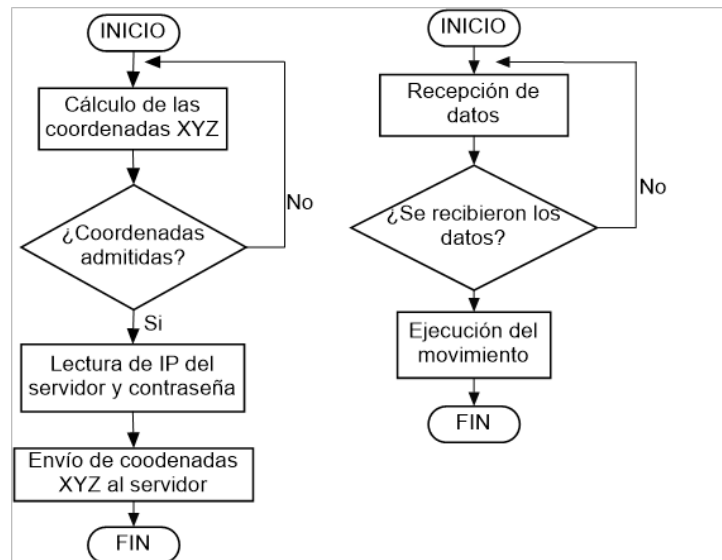 INICIO
Cálculo de las
coordenadas XYZ
No
¿Coordenadas
admitidas?
Si
Lectura de IP del
servidor y contraseña
Envío de coodenadas
XYZ al servidor
FIN
INICIO
Recepción de
datos
No
¿Se recibieron los
datos?
Ejecución del
movimiento
FIN